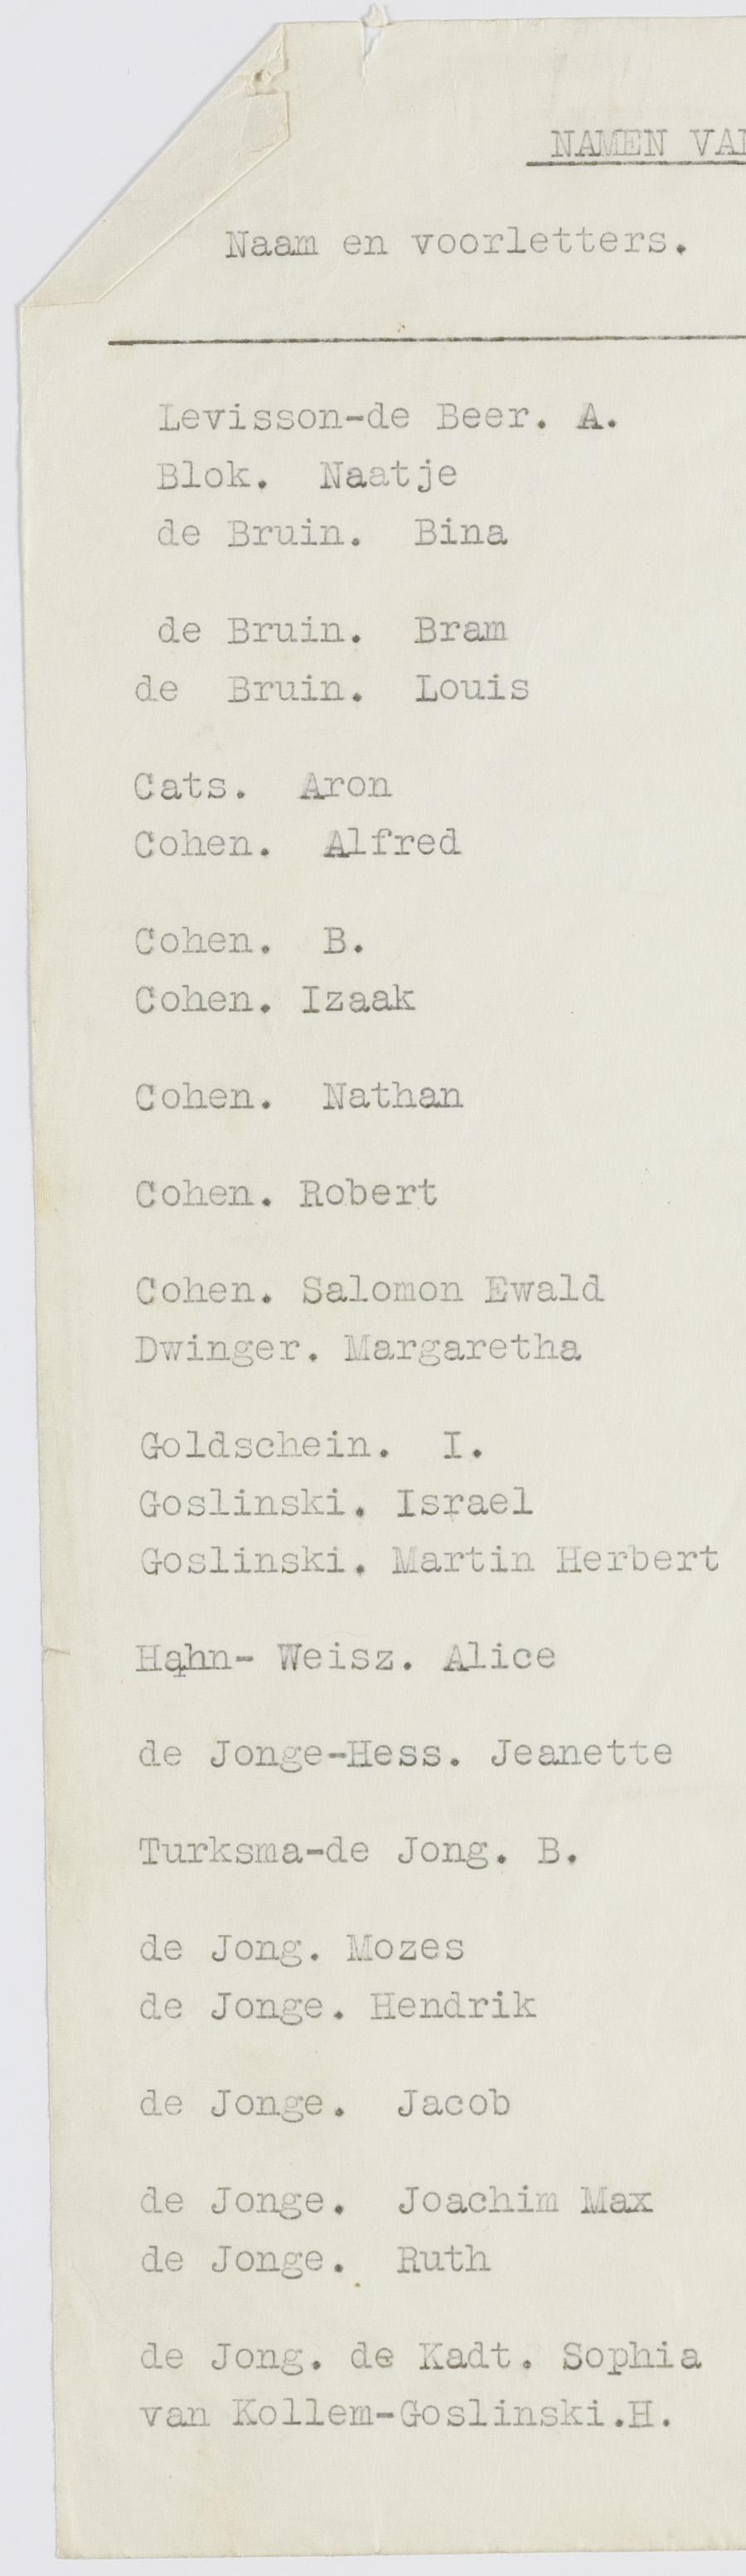 NAMEN VAN
Naam en voorletters.
Levisson-de Beer. A.
Blok. Naatje
de Bruin. Bina
de Bruin. Bram
de Bruin. Louis
Cats. Aron
Cohen. Alfred
Cohen. B.
Cohen. Izaak
Cohen. Nathan
Cohen. Robert
Cohen. Salomon Ewald
Dwinger. Margaretha
Goldschein. I.
Goslinski. Israel
Goslinski. Martin Herbert
Hahn- Weisz. Alice
de Jonge-Hess. Jeanette
Turksma-de Jong. B.
de Jong. Mozes
de Jonge. Hendrik
de Jonge. Jacob
de Jonge. Joachim Max
de Jonge. Ruth
de Jong. de Kadt. Sophia
van Kollem-Goslinski.H.